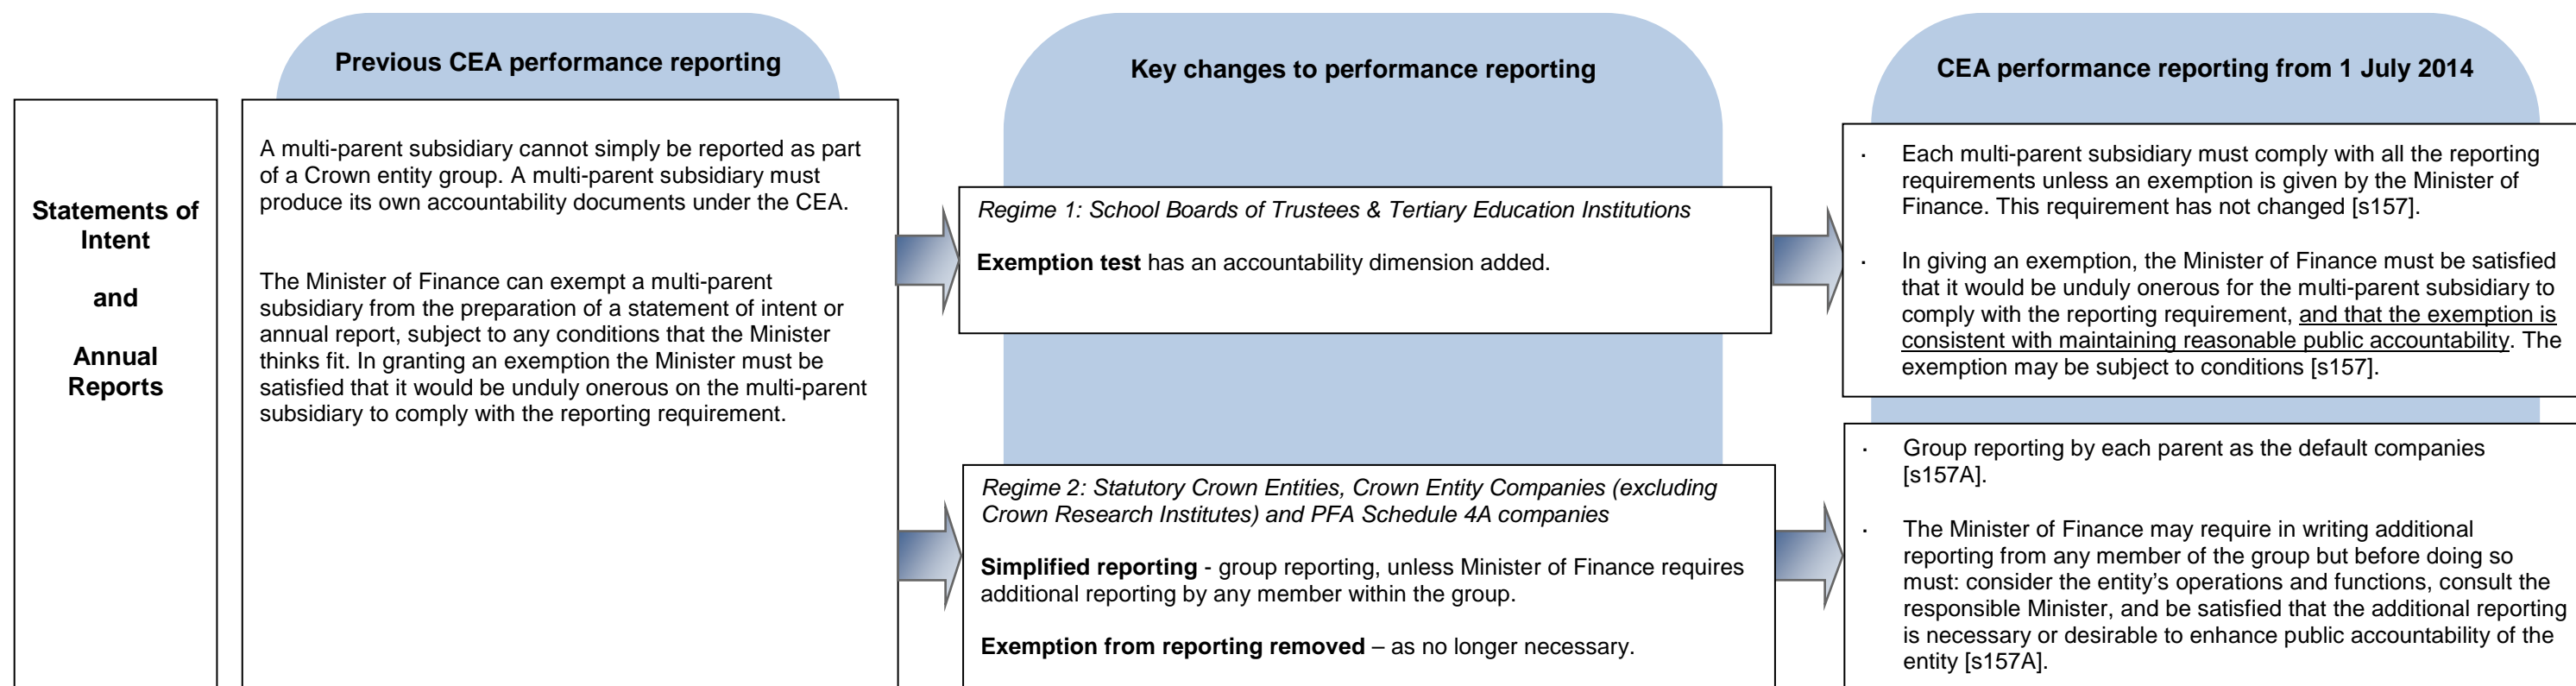 Previous CEA performance reporting
Key changes to performance reporting
CEA performance reporting from 1 July 2014
Statements of
Intent
and
Annual
Reports
A multi-parent subsidiary cannot simply be reported as part
of a Crown entity group. A multi-parent subsidiary must
produce its own accountability documents under the CEA.
The Minister of Finance can exempt a multi-parent
subsidiary from the preparation of a statement of intent or
annual report, subject to any conditions that the Minister
thinks fit. In granting an exemption the Minister must be
satisfied that it would be unduly onerous on the multi-parent
subsidiary to comply with the reporting requirement.
Regime 1: School Boards of Trustees & Tertiary Education Institutions
Exemption test has an accountability dimension added.
· Each multi-parent subsidiary must comply with all the reporting
requirements unless an exemption is given by the Minister of
Finance. This requirement has not changed [s157].
· In giving an exemption, the Minister of Finance must be satisfied
that it would be unduly onerous for the multi-parent subsidiary to
comply with the reporting requirement, and that the exemption is
consistent with maintaining reasonable public accountability. The
exemption may be subject to conditions [s157].
Regime 2: Statutory Crown Entities, Crown Entity Companies (excluding
Crown Research Institutes) and PFA Schedule 4A companies
Simplified reporting - group reporting, unless Minister of Finance requires
additional reporting by any member within the group.
Exemption from reporting removed – as no longer necessary.
· Group reporting by each parent as the default companies
[s157A].
· The Minister of Finance may require in writing additional
reporting from any member of the group but before doing so
must: consider the entity's operations and functions, consult the
responsible Minister, and be satisfied that the additional reporting
is necessary or desirable to enhance public accountability of the
entity [s157A].